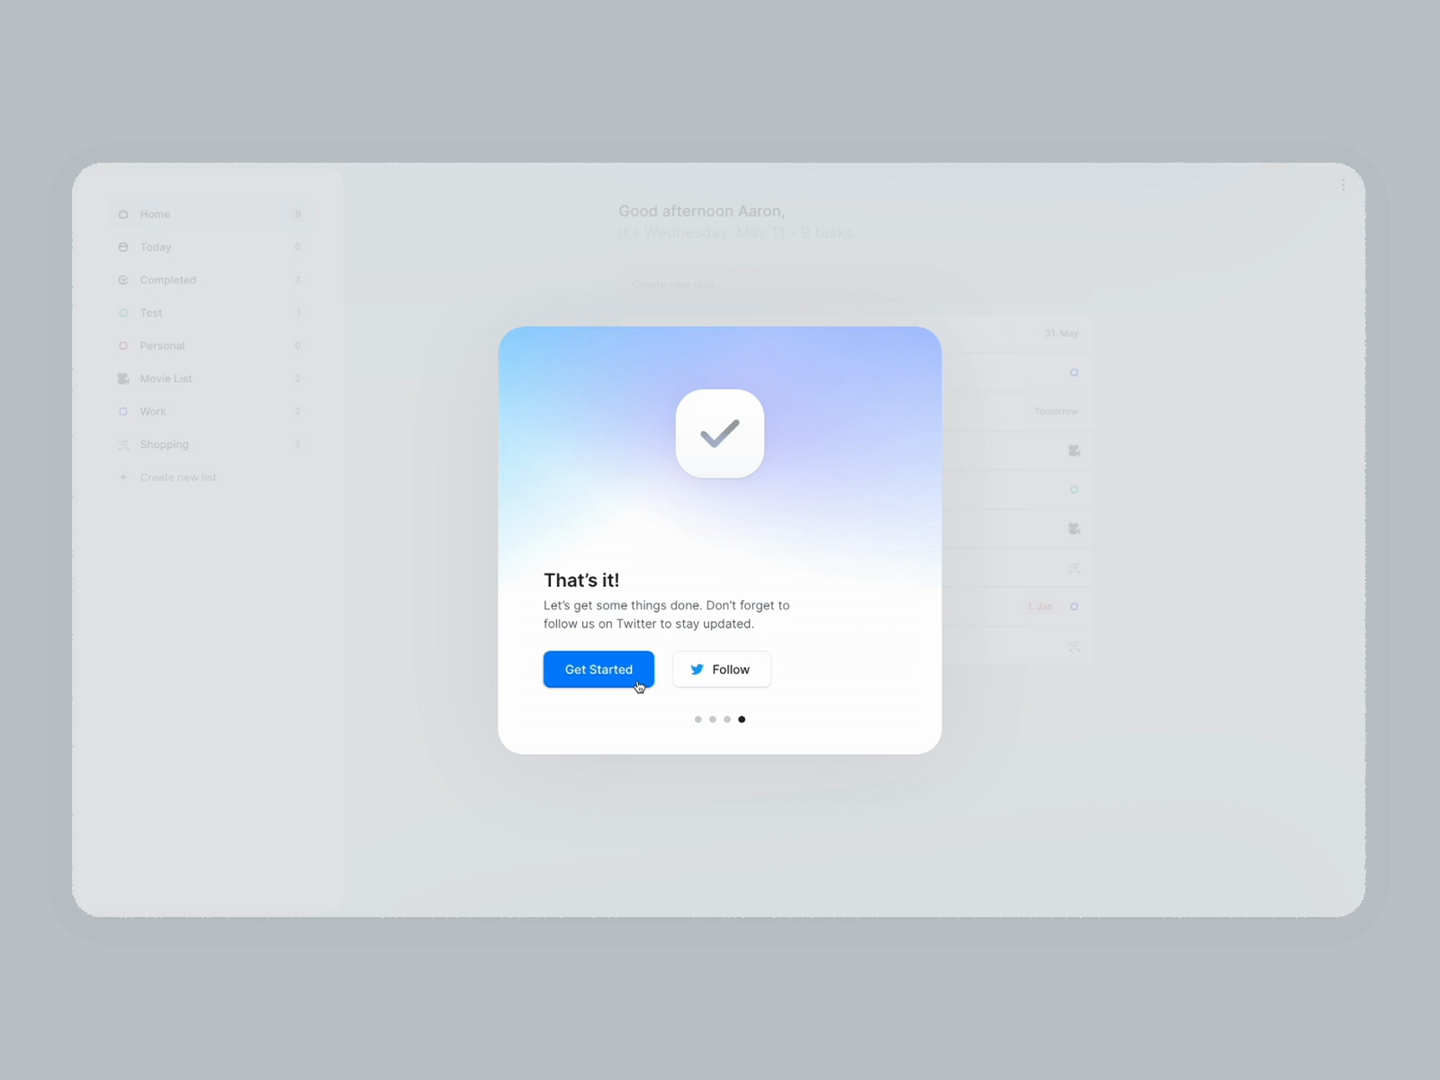 Home 9
Today 0
Completed 3
Test 1
Personal 0
Movie List 2
Work 2
Shopping 2
Create new list
Good afternoon Aaron,
It's Wednesday, May 11 - 9 tasks
Create new task
31. May
Tomorrow
1. Jan
That's it!
Let's get some things done. Don't forget to
follow us on Twitter to stay updated.
Get Started
Follow